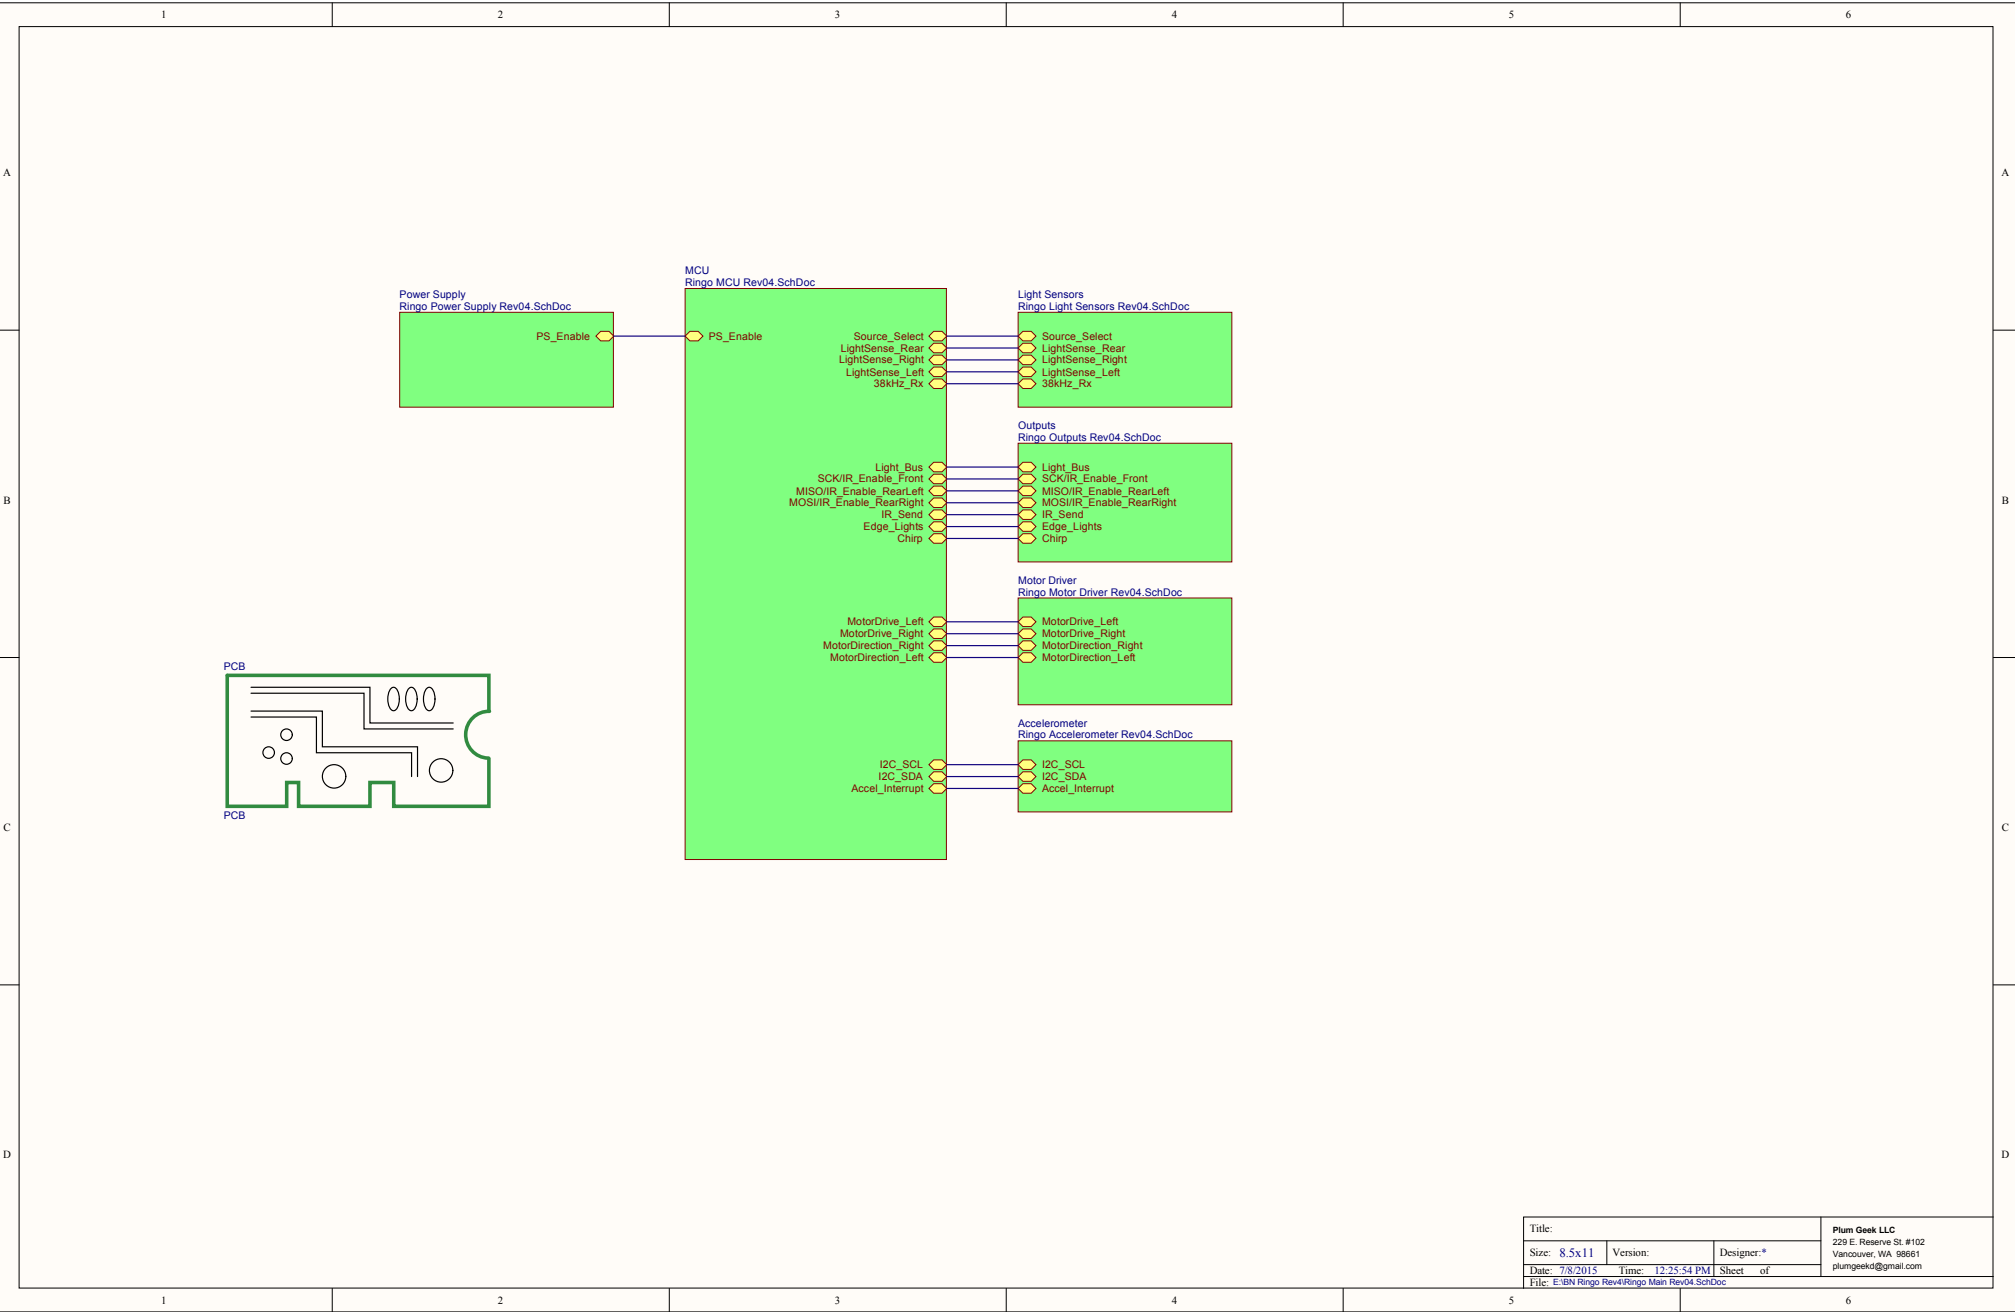 1 2 3 4 5 6
A A
MCU
Ringo MCU Rev04.SchDoc
Power Supply
Ringo Power Supply Rev04.SchDoc
Light Sensors
Ringo Light Sensors Rev04.SchDoc
PS_Enable PS_Enable Source_Select Source_Select
LightSense_Rear LightSense_Rear
LightSense_Right LightSense_Right
LightSense_Left LightSense_Left
38kHz_Rx 38kHz_Rx
Outputs
Ringo Outputs Rev04.SchDoc
Light_Bus Light_Bus
SCK/IR_Enable_Front SCK/IR_Enable_Front
MISO/IR_Enable_RearLeft MISO/IR_Enable_RearLeft
B B
MOSI/IR_Enable_RearRight MOSI/IR_Enable_RearRight
IR_Send IR_Send
Edge_Lights Edge_Lights
Chirp Chirp
Motor Driver
Ringo Motor Driver Rev04.SchDoc
MotorDrive_Left MotorDrive_Left
MotorDrive_Right MotorDrive_Right
MotorDirection_Right MotorDirection_Right
MotorDirection_Left MotorDirection_Left
PCB
Accelerometer
Ringo Accelerometer Rev04.SchDoc
I2C_SCL I2C_SCL
I2C_SDA I2C_SDA
Accel_Interrupt Accel_Interrupt
PCB
C C
D D
Title:
Size: 8.5x11 Version: Designer:*
Date: 7/8/2015 Time: 12:25:54 PM Sheet of
File: E:\BN Ringo Rev4\Ringo Main Rev04.SchDoc
Plum Geek LLC
229 E. Reserve St. #102
Vancouver, WA 98661
plumgeekd@gmail.com
1 2 3 4 5 6